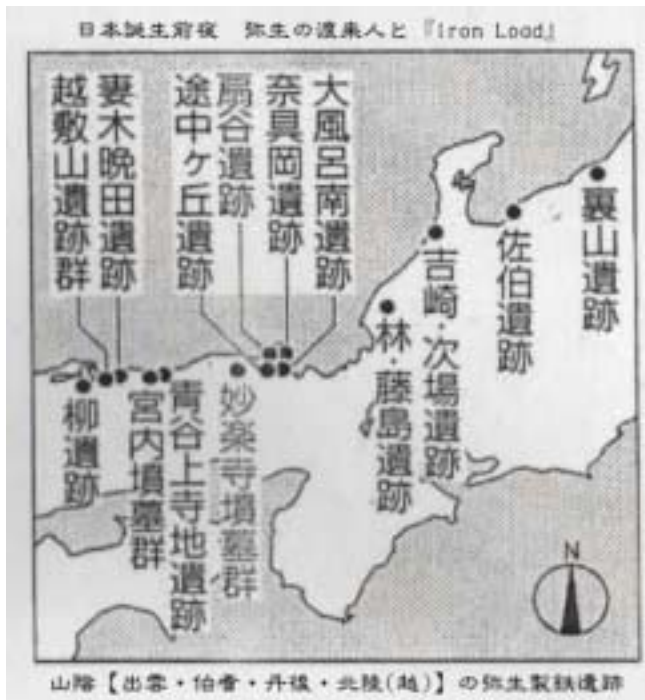 日本誕生前夜 弥生の渡来人と『Iron Load』
越敷山遺跡群
妻木晩田遺跡
途中ヶ丘遺跡
扇谷遺跡
奈具岡遺跡
大風呂南遺跡
裏山遺跡
佐伯遺跡
吉崎・次場遺跡
林・藤島遺跡
妙楽寺墳墓群
青谷上寺地遺跡
宮内墳墓群
柳遺跡
N
山陰【出雲・伯耆・丹後・北陸(越)】の弥生製鉄遺跡